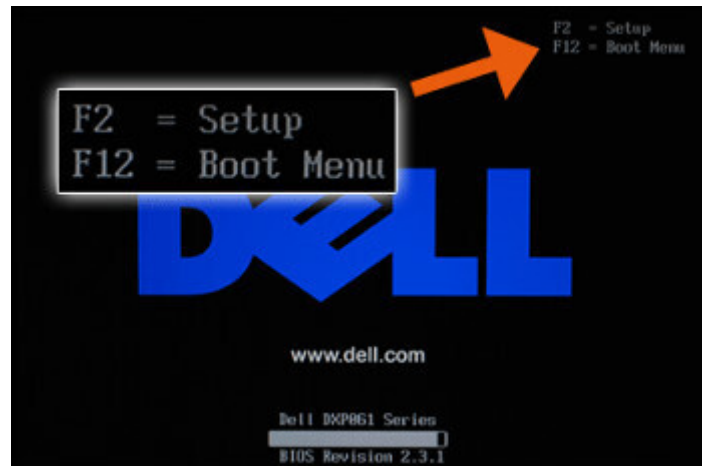 F2 = Setup
F12 = Boot Menu
F2 = Setup
F12 = Boot Menu
DELL
www.dell.com
Dell DXP061 Series
BIOS Revision 2.3.1